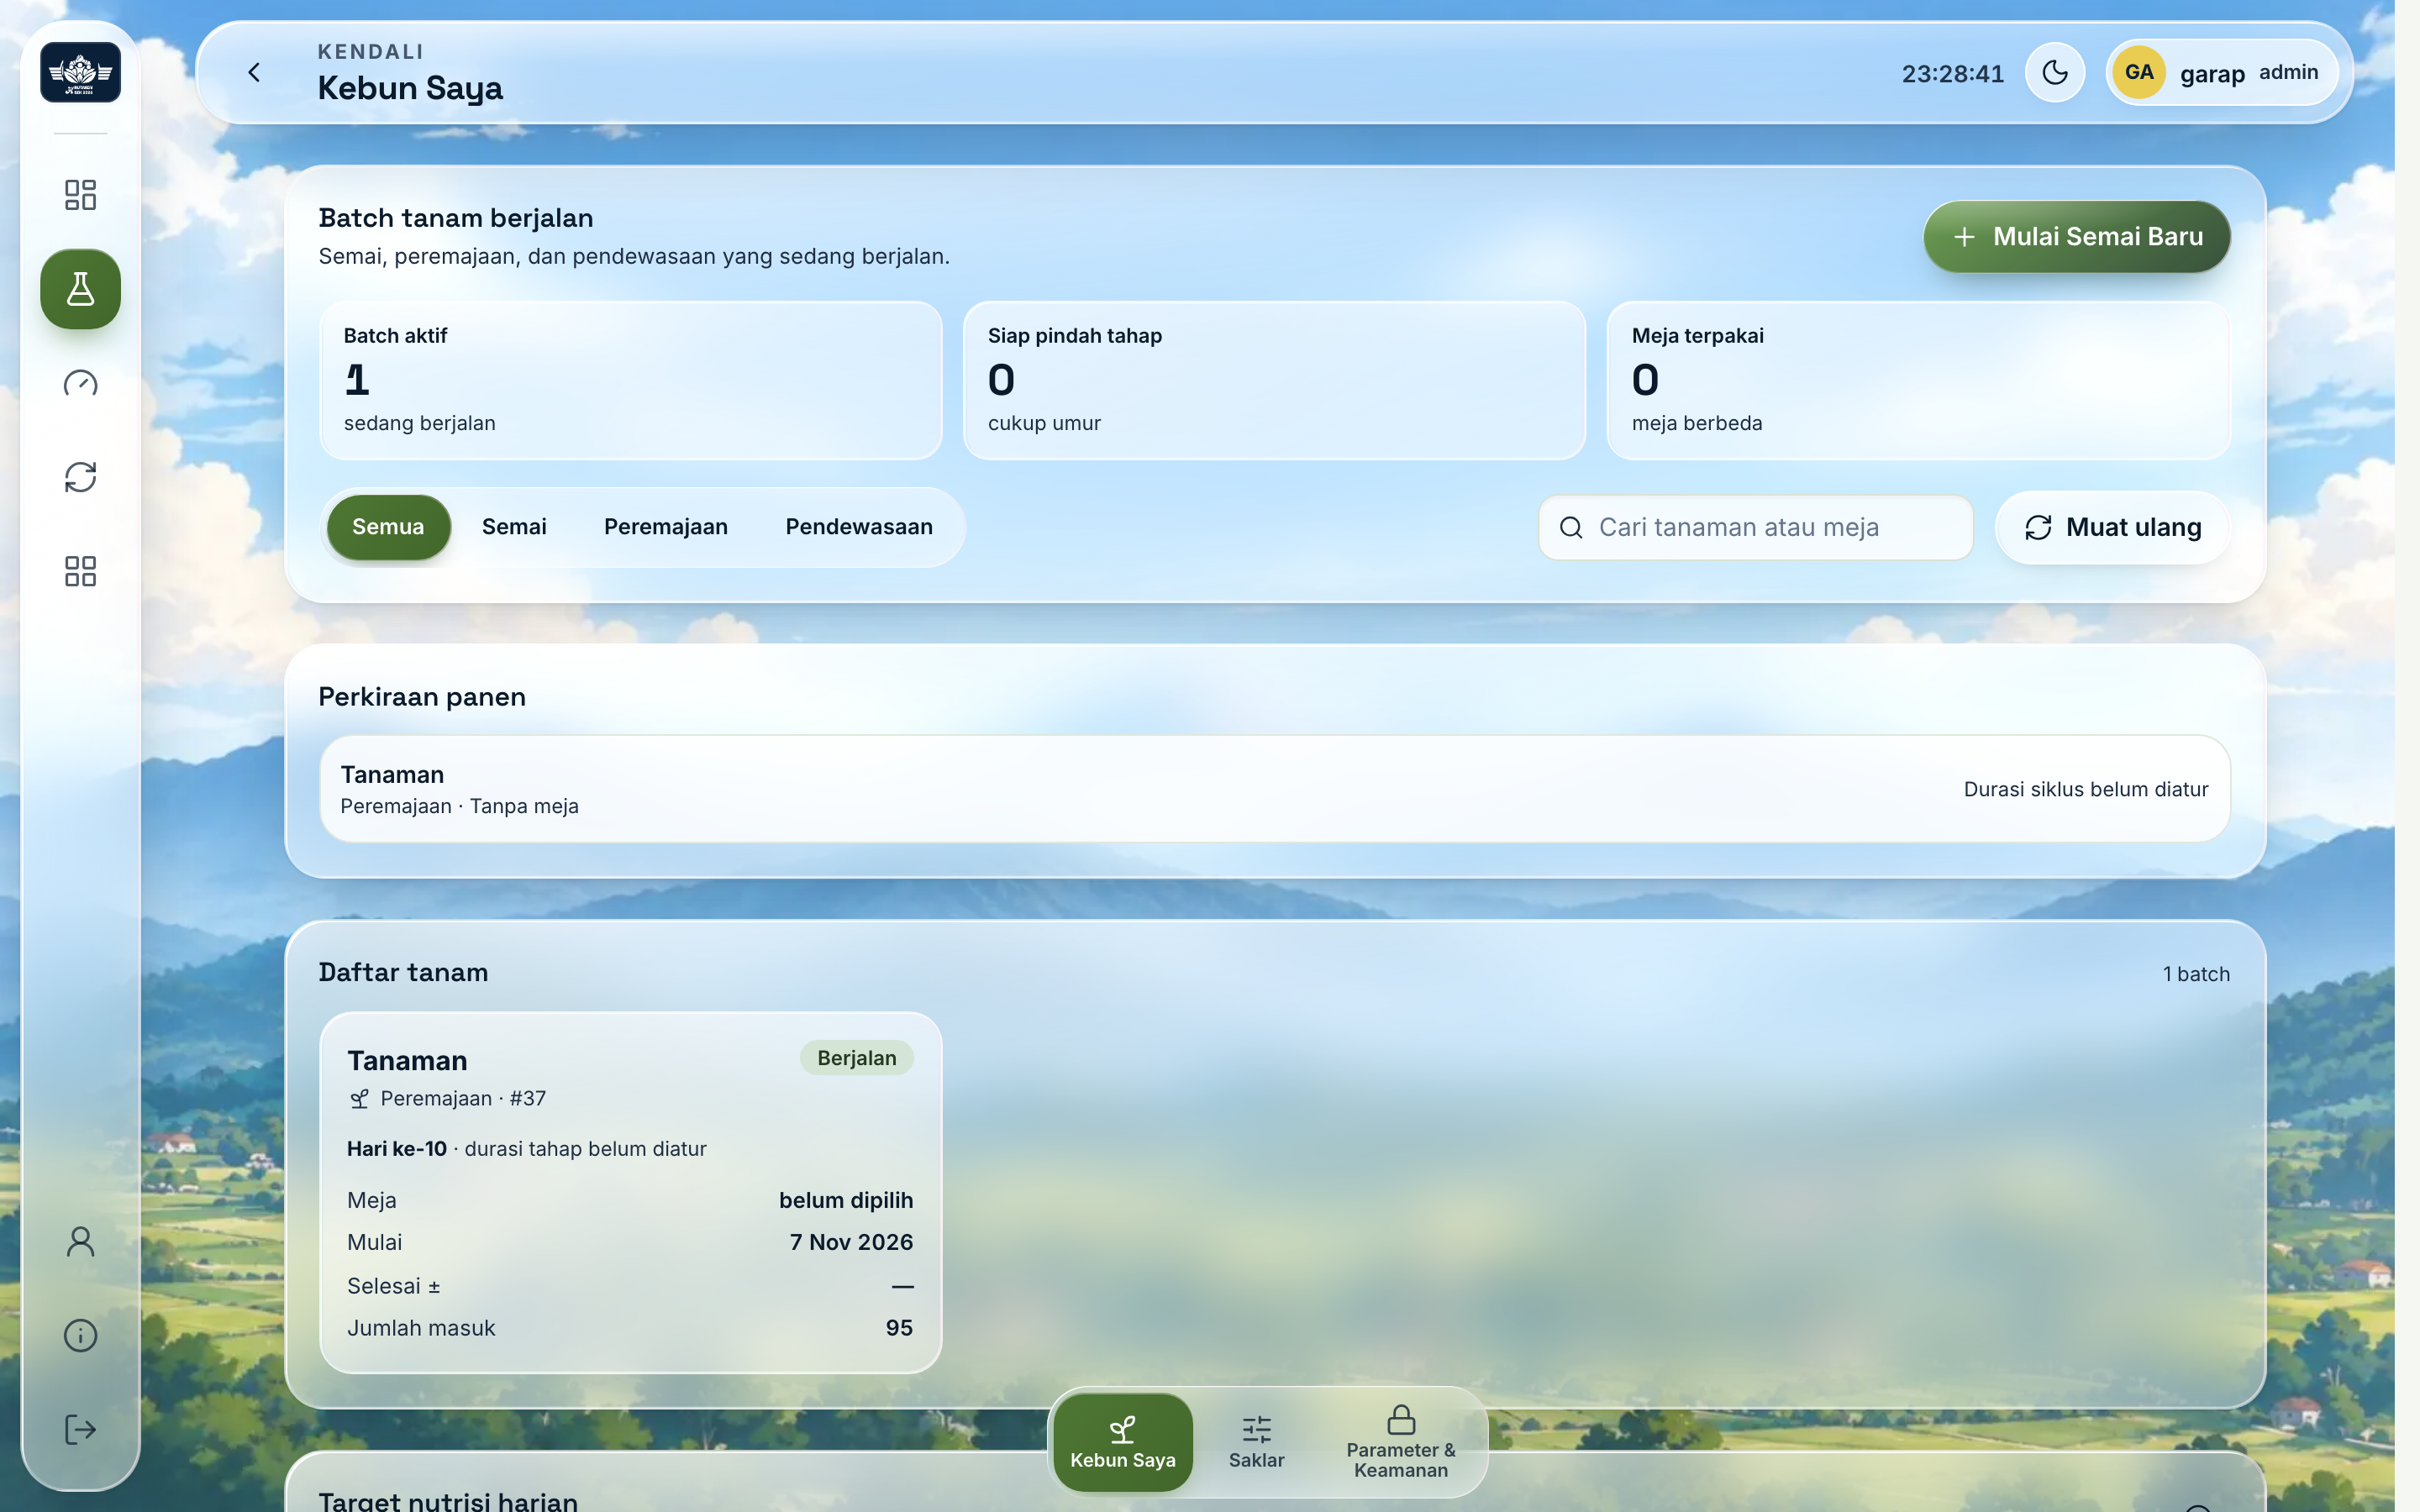 KENDALI
Kebun Saya
23:28:41
GA
garap admin
Batch tanam berjalan
Semai, peremajaan, dan pendewasaan yang sedang berjalan.
Mulai Semai Baru
Batch aktif
1
sedang berjalan
Siap pindah tahap
0
cukup umur
Meja terpakai
0
meja berbeda
Semua Semai Peremajaan Pendewasaan
Cari tanaman atau meja
Muat ulang
Perkiraan panen
Tanaman
Peremajaan · Tanpa meja
Durasi siklus belum diatur
Daftar tanam
1 batch
Tanaman
Berjalan
Peremajaan · #37
Hari ke-10 · durasi tahap belum diatur
Meja belum dipilih
Mulai 7 Nov 2026
Selesai ± —
Jumlah masuk 95
Kebun Saya
Saklar
Parameter &
Keamanan
Target nutrisi harian